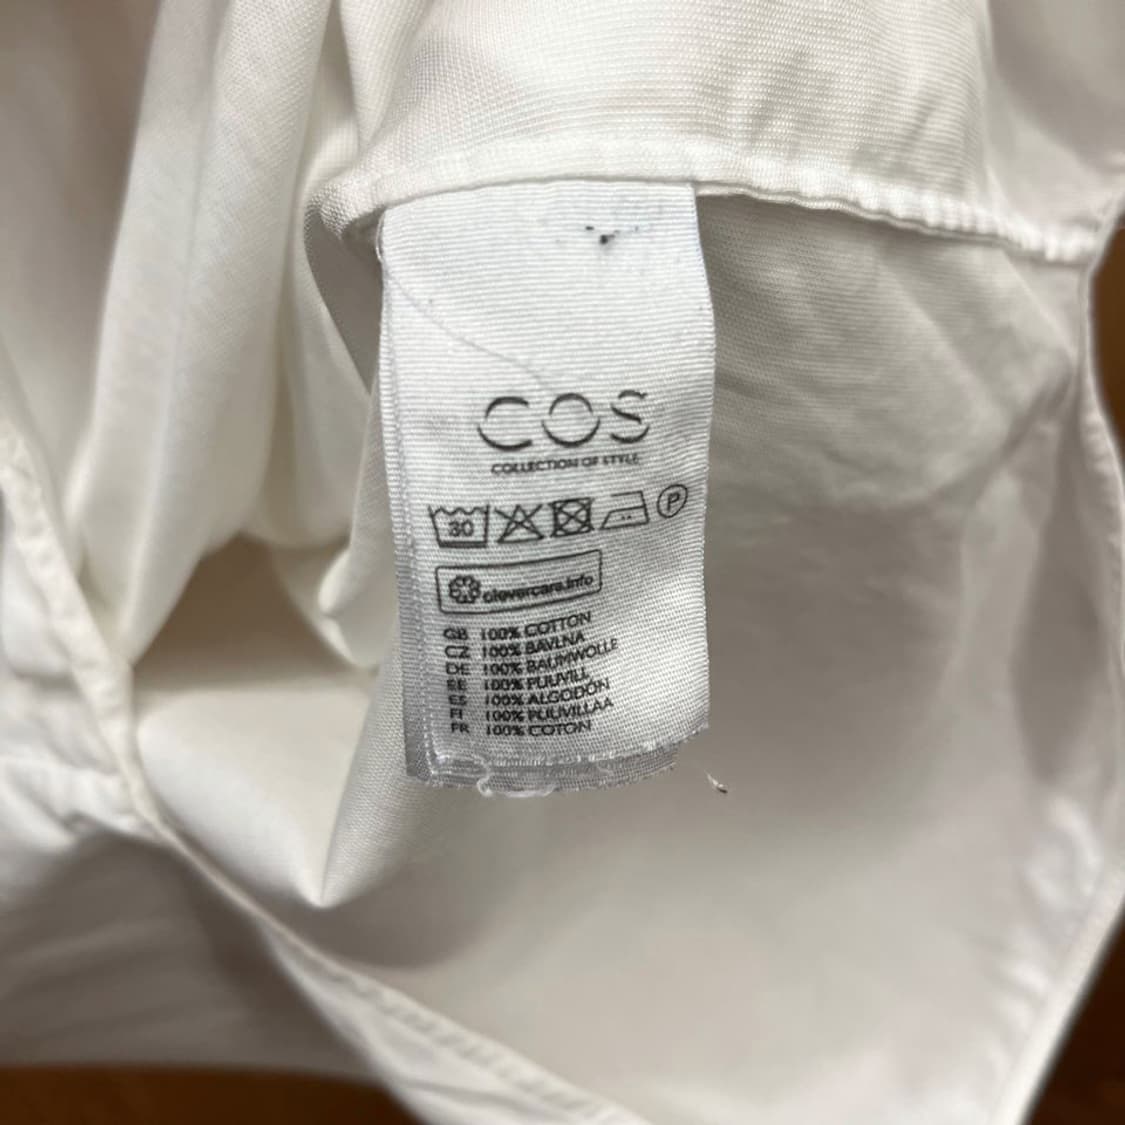 COS
COLLECTION OF STYLE
30 P
clevercare.info
GB 100% COTTON
CZ 100% BAVLNA
DE 100% BAUMWOLLE
EE 100% PUUVILL
ES 100% ALGODÓN
FI 100% PUUVILLAA
FR 100% COTON